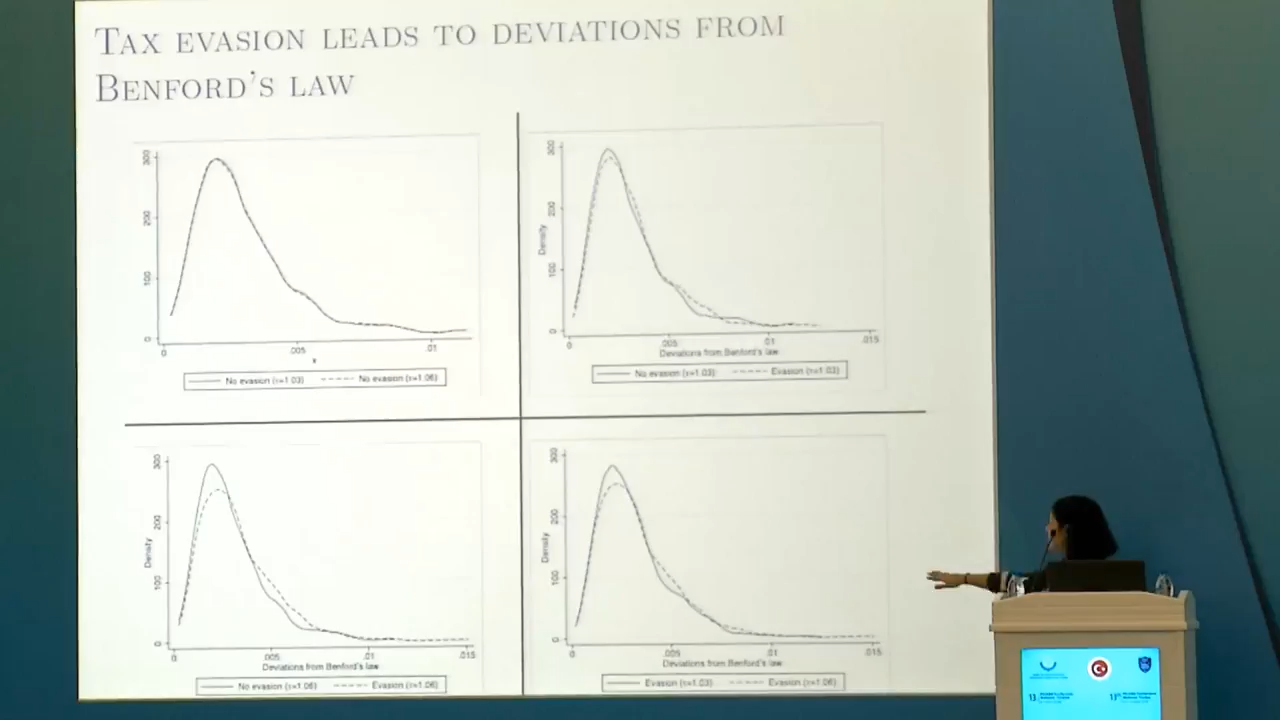 TAX EVASION LEADS TO DEVIATIONS FROM
BENFORD'S LAW
300
200
100
0
0 .005 .01
x
No evasion (τ=1.03) No evasion (τ=1.06)
Density
300
200
100
0
0 .005 .01 .015
Deviations from Benford's law
No evasion (τ=1.03) Evasion (τ=1.03)
Density
300
200
100
0
0 .005 .01 .015
Deviations from Benford's law
No evasion (τ=1.06) Evasion (τ=1.06)
Density
300
200
100
0
0 .005 .01 .015
Deviations from Benford's law
Evasion (τ=1.03) Evasion (τ=1.06)